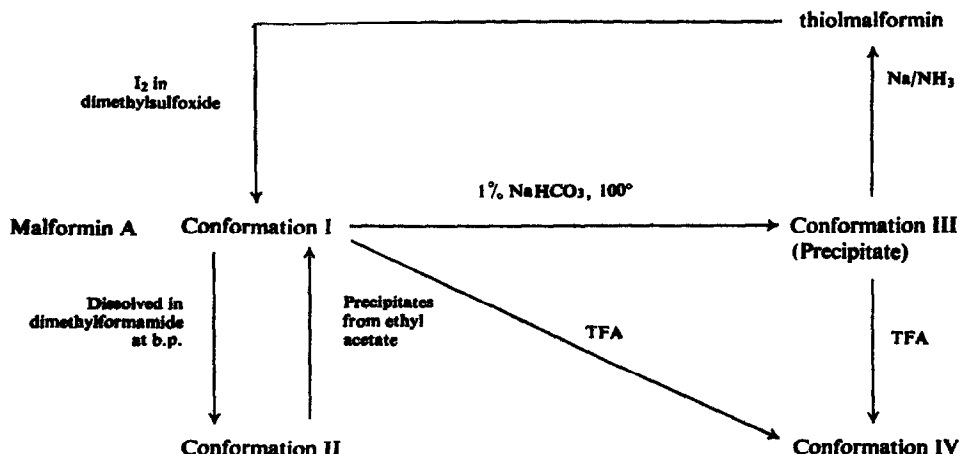 thiolmalformin
I₂ in
dimethylsulfoxide
Na/NH₃
1% NaHCO₃, 100°
Malformin A
Conformation I
Conformation III
(Precipitate)
Dissolved in
dimethylformamide
at b.p.
Precipitates
from ethyl
acetate
TFA
TFA
Conformation II
Conformation IV